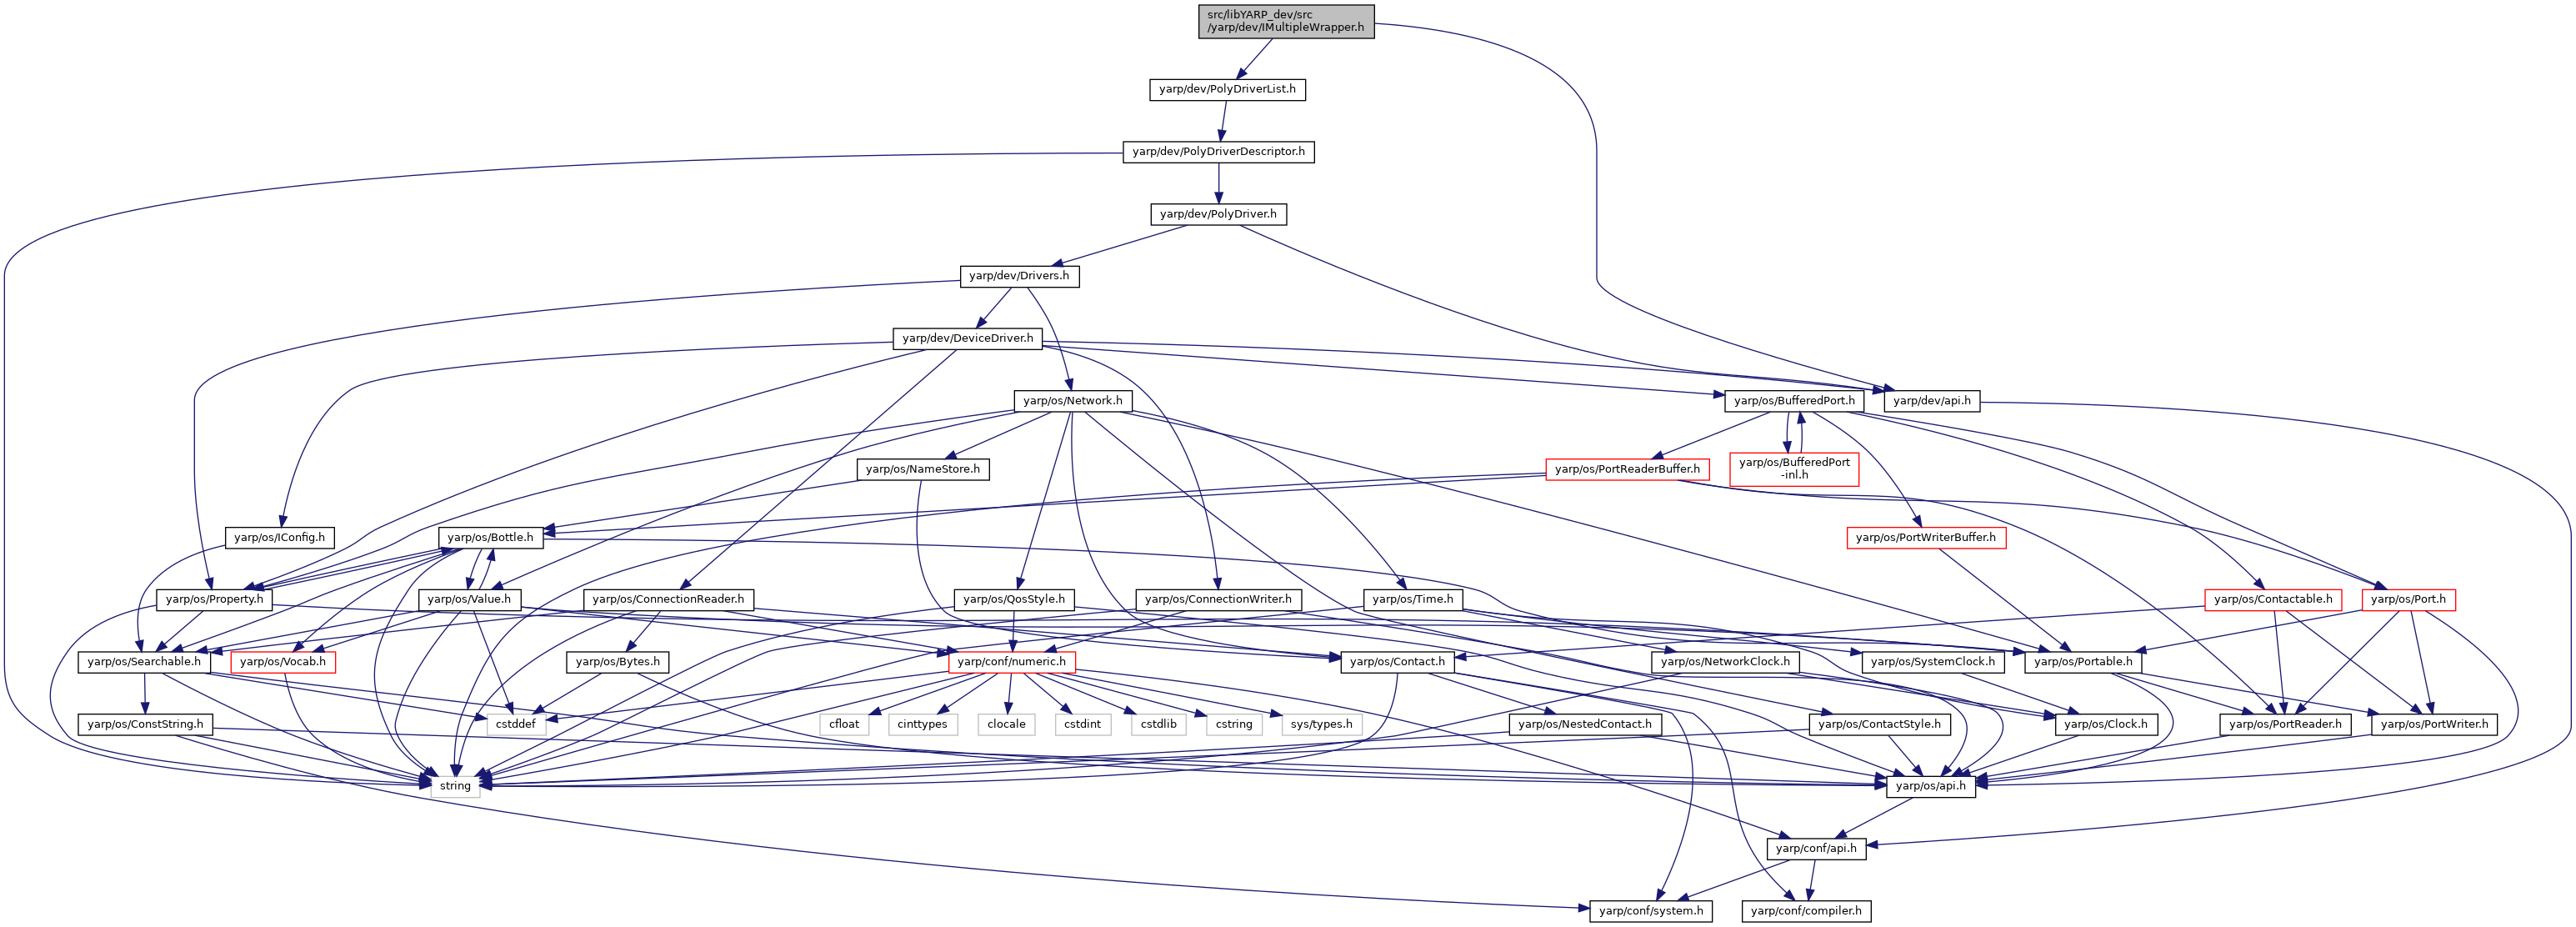 src/libYARP_dev/src
/yarp/dev/IMultipleWrapper.h
yarp/dev/PolyDriverList.h
yarp/dev/PolyDriverDescriptor.h
yarp/dev/PolyDriver.h
yarp/dev/Drivers.h
yarp/dev/DeviceDriver.h
yarp/os/Network.h
yarp/os/BufferedPort.h
yarp/dev/api.h
yarp/os/NameStore.h
yarp/os/PortReaderBuffer.h
yarp/os/BufferedPort
-inl.h
yarp/os/IConfig.h
yarp/os/Bottle.h
yarp/os/PortWriterBuffer.h
yarp/os/Property.h
yarp/os/Value.h
yarp/os/ConnectionReader.h
yarp/os/QosStyle.h
yarp/os/ConnectionWriter.h
yarp/os/Time.h
yarp/os/Contactable.h
yarp/os/Port.h
yarp/os/Searchable.h
yarp/os/Vocab.h
yarp/os/Bytes.h
yarp/conf/numeric.h
yarp/os/Contact.h
yarp/os/NetworkClock.h
yarp/os/SystemClock.h
yarp/os/Portable.h
yarp/os/ConstString.h
cstddef
cfloat
cinttypes
clocale
cstdint
cstdlib
cstring
sys/types.h
yarp/os/NestedContact.h
yarp/os/ContactStyle.h
yarp/os/Clock.h
yarp/os/PortReader.h
yarp/os/PortWriter.h
string
yarp/os/api.h
yarp/conf/api.h
yarp/conf/system.h
yarp/conf/compiler.h